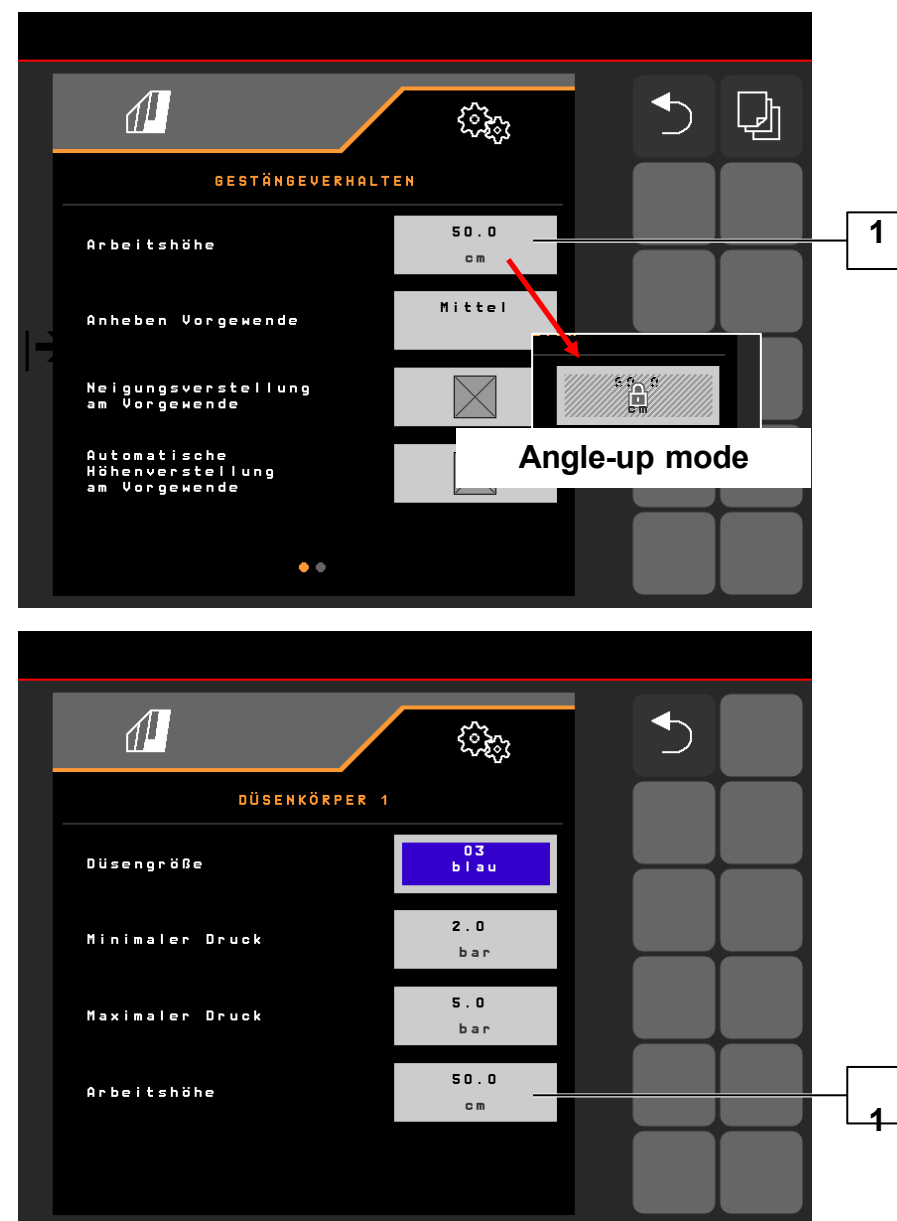 GESTÄNGEVERHALTEN
Arbeitshöhe
50.0
cm
1
Anheben Vorgewende
Mittel
Neigungsverstellung
am Vorgewende
cm
Angle-up mode
Automatische
Höhenverstellung
am Vorgewende
DÜSENKÖRPER 1
Düsengröße
03
blau
Minimaler Druck
2.0
bar
Maximaler Druck
5.0
bar
Arbeitshöhe
50.0
cm
1